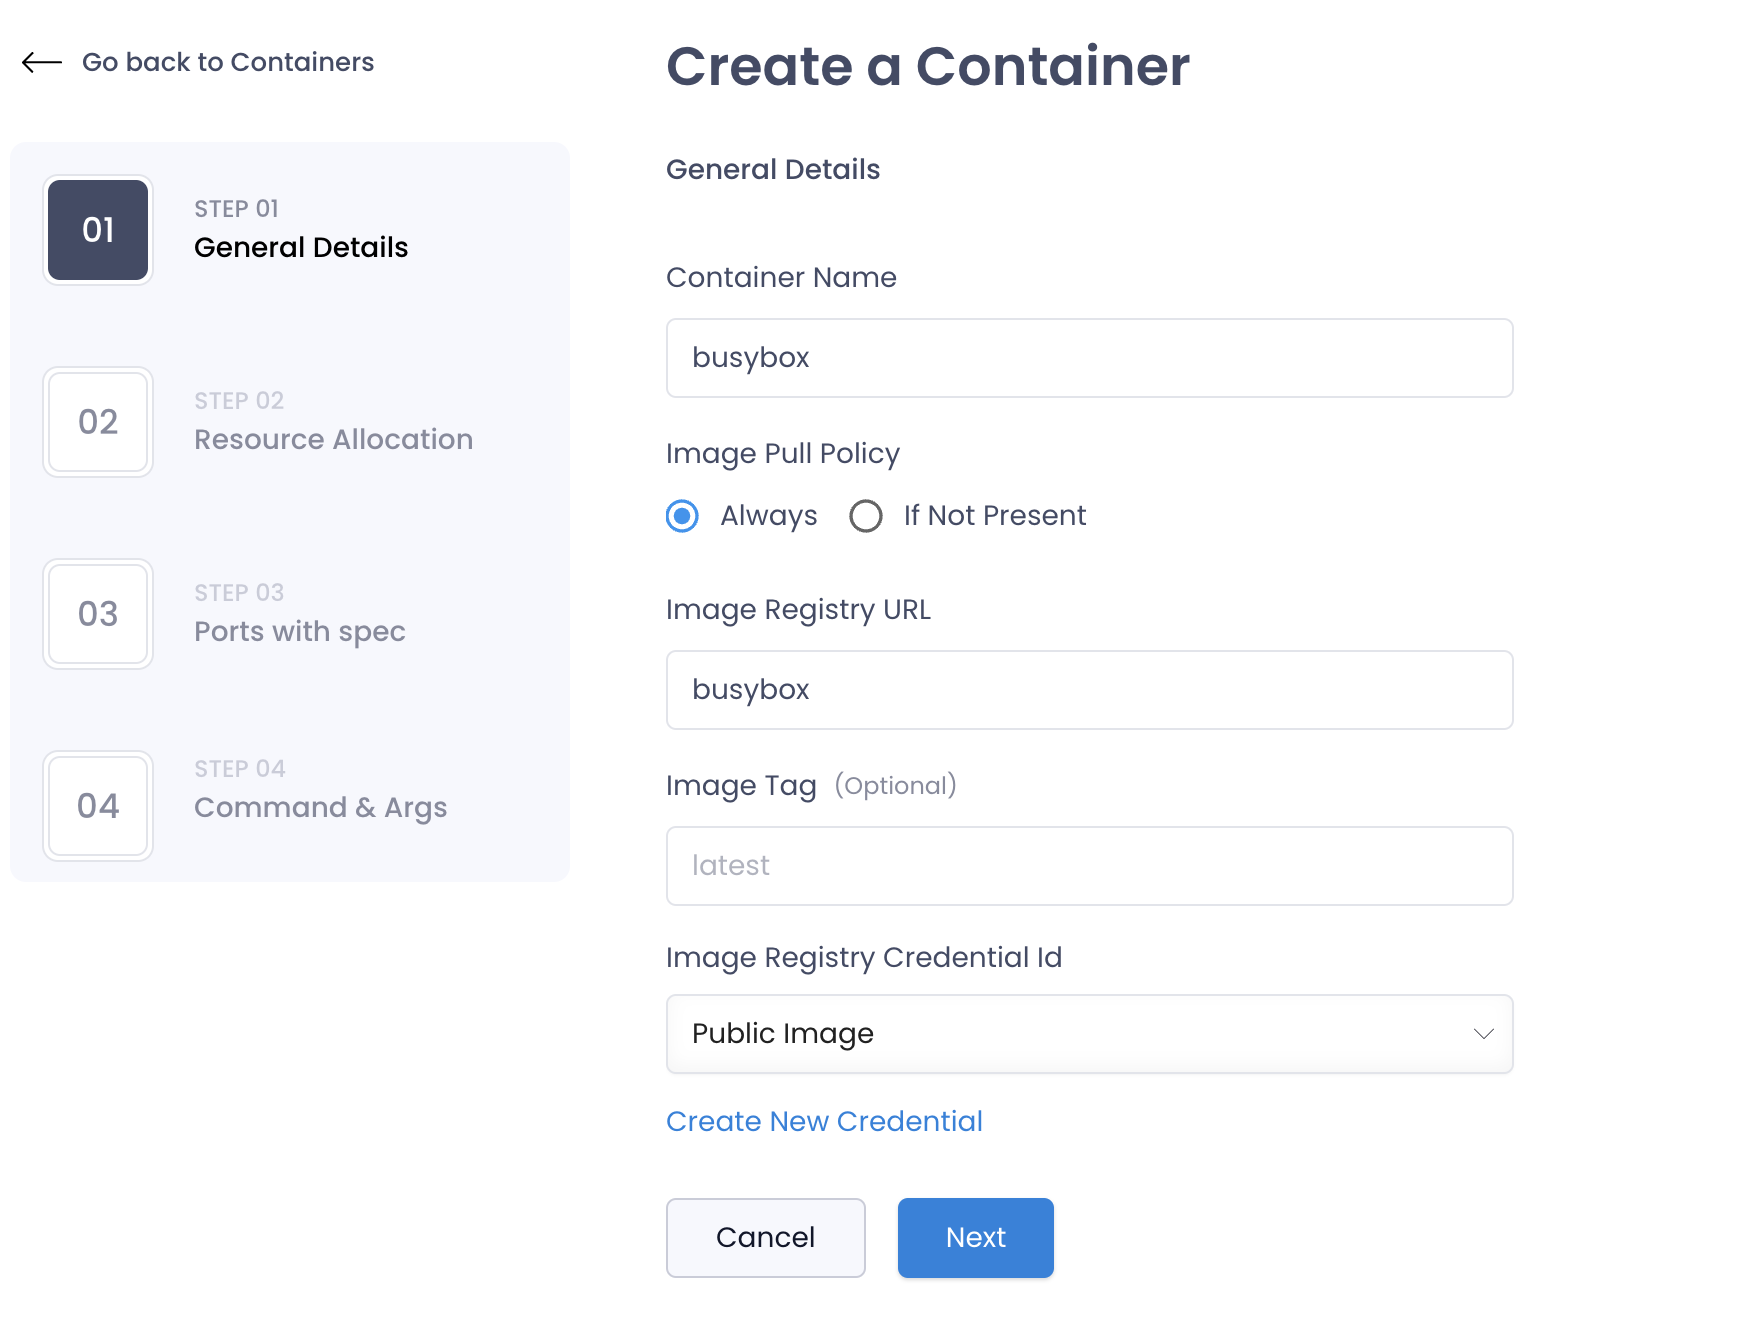 Go back to Containers
01
STEP 01
General Details
02
STEP 02
Resource Allocation
03
STEP 03
Ports with spec
04
STEP 04
Command & Args
Create a Container
General Details
Container Name
busybox
Image Pull Policy
Always If Not Present
Image Registry URL
busybox
Image Tag (Optional)
latest
Image Registry Credential Id
Public Image
Create New Credential
Cancel Next